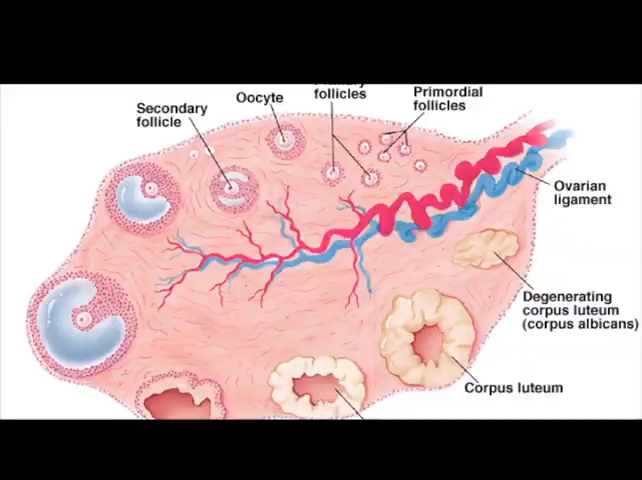 Secondary
follicle
Oocyte
follicles
Primordial
follicles
Ovarian
ligament
Degenerating
corpus luteum
(corpus albicans)
Corpus luteum